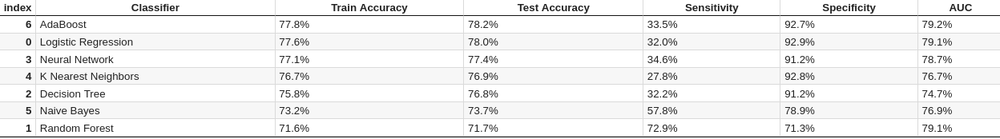 index Classifier Train Accuracy Test Accuracy Sensitivity Specificity AUC
6 AdaBoost 77.8% 78.2% 33.5% 92.7% 79.2%
0 Logistic Regression 77.6% 78.0% 32.0% 92.9% 79.1%
3 Neural Network 77.1% 77.4% 34.6% 91.2% 78.7%
4 K Nearest Neighbors 76.7% 76.9% 27.8% 92.8% 76.7%
2 Decision Tree 75.8% 76.8% 32.2% 91.2% 74.7%
5 Naive Bayes 73.2% 73.7% 57.8% 78.9% 76.9%
1 Random Forest 71.6% 71.7% 72.9% 71.3% 79.1%